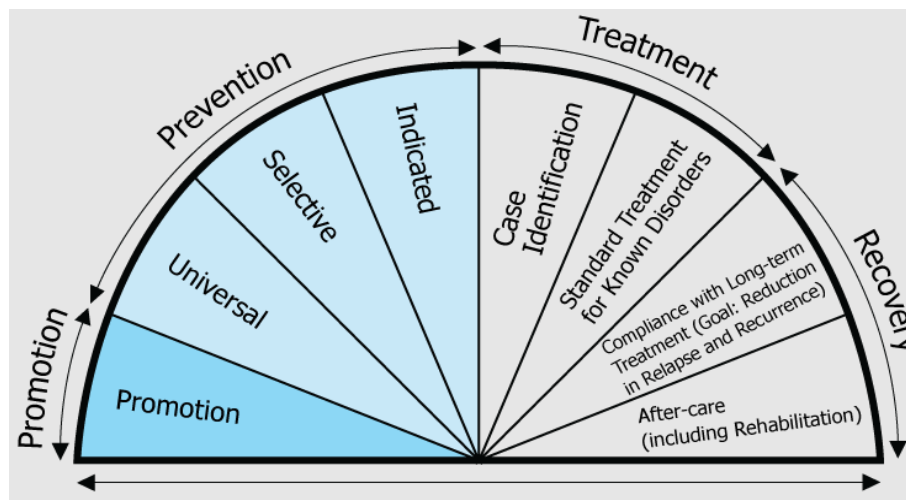 Promotion
Prevention
Treatment
Recovery
Promotion
Universal
Selective
Indicated
Case
Identification
Standard Treatment
for Known Disorders
Compliance with Long-term
Treatment (Goal: Reduction
in Relapse and Recurrence)
After-care
(including Rehabilitation)